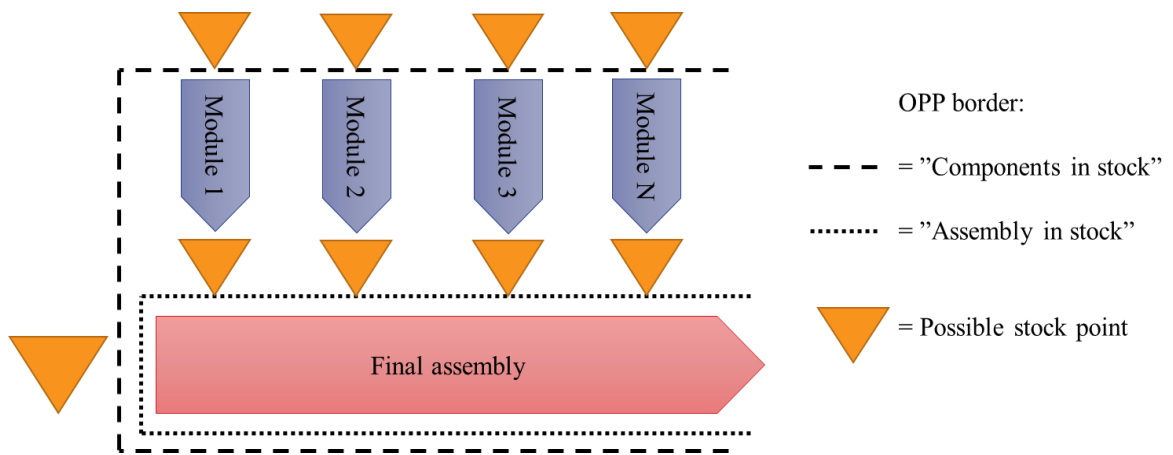 Module 1
Module 2
Module 3
Module N
Final assembly
OPP border:
= ”Components in stock”
= ”Assembly in stock”
= Possible stock point